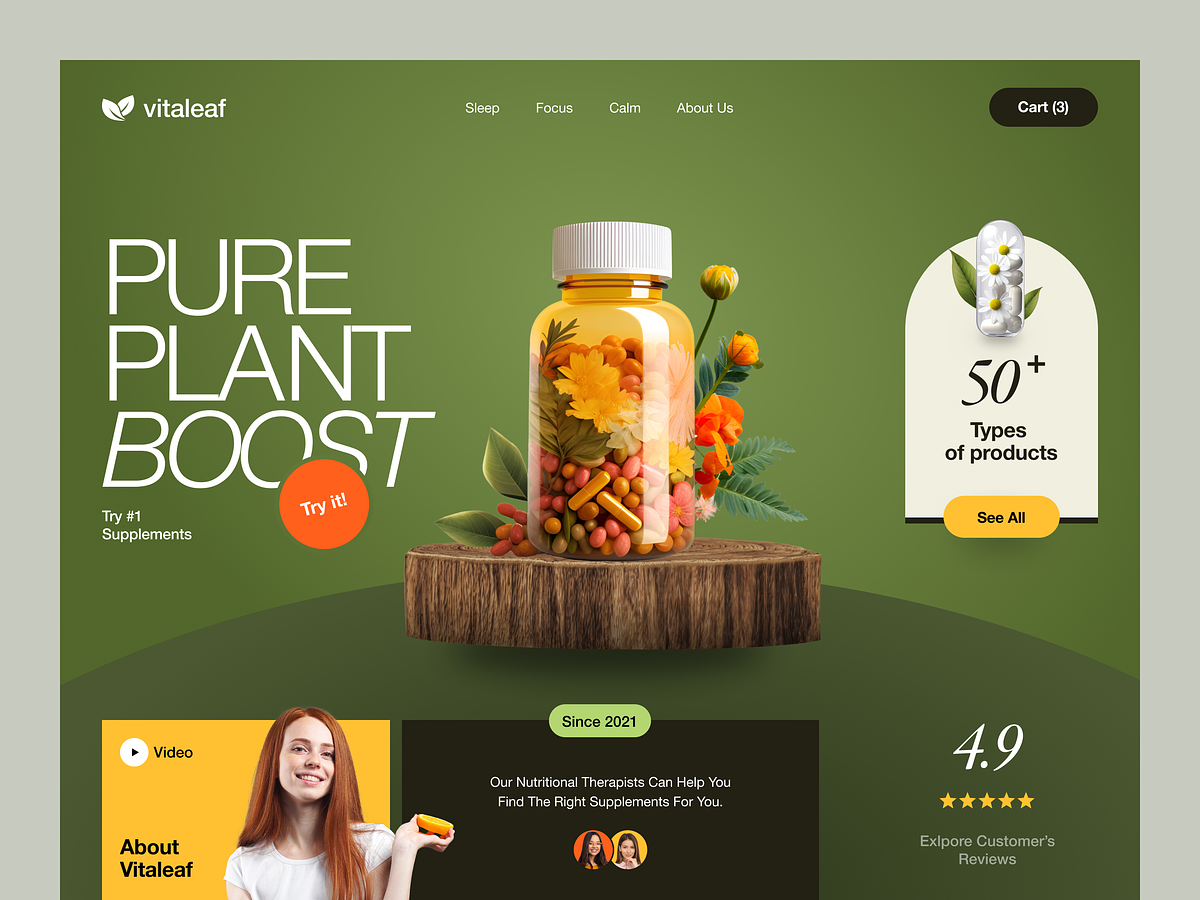 vitaleaf
Sleep
Focus
Calm
About Us
Cart (3)
PURE
PLANT
BOOST
Try it!
Try #1
Supplements
50+
Types
of products
See All
Video
About
Vitaleaf
Since 2021
Our Nutritional Therapists Can Help You
Find The Right Supplements For You.
4.9
Exlpore Customer's
Reviews